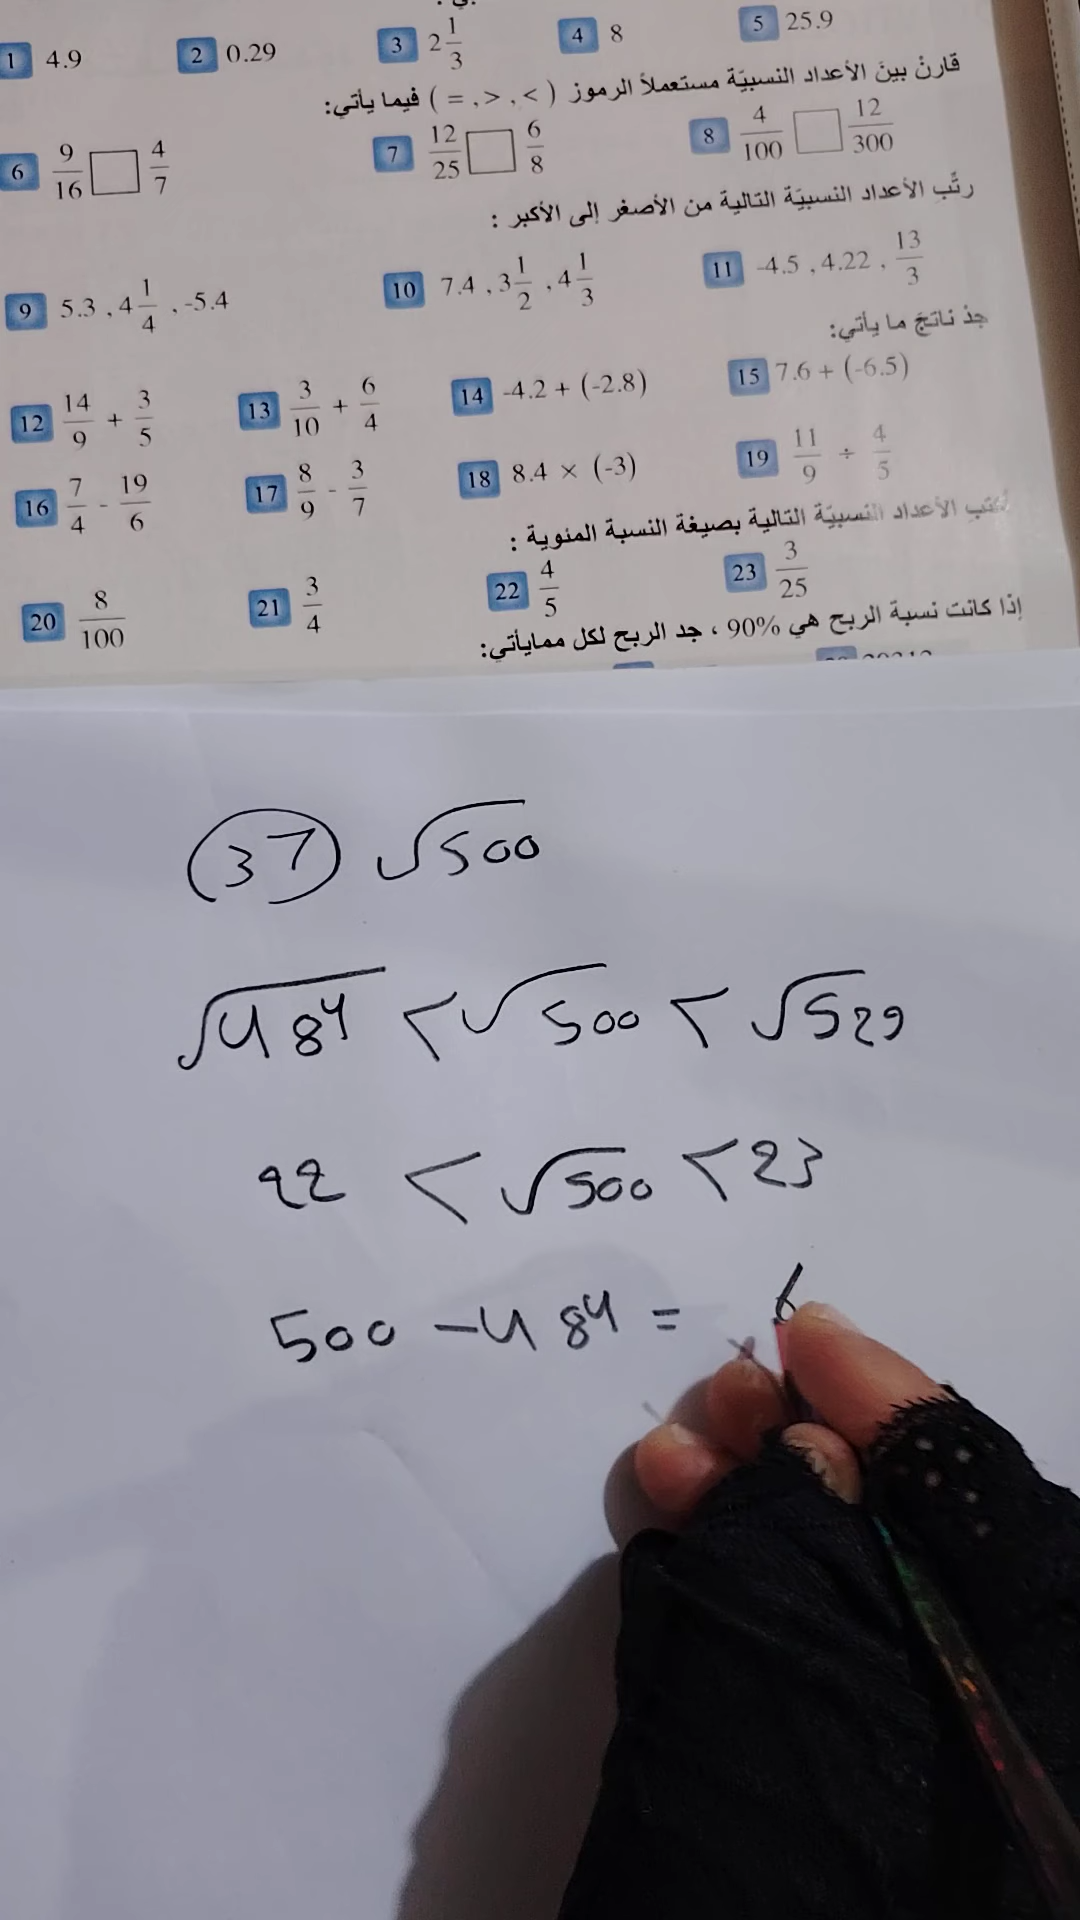 1 4.9 2 0.29 3 2 1/3 4 8 5 25.9
قارنْ بينَ الأعداد النسبيّة مستعملاً الرموز ( < , > , = ) فيما يأتي:
6 9/16 □ 4/7 7 12/25 □ 6/8 8 4/100 □ 12/300
رتّب الأعداد النسبيّة التالية من الأصغر إلى الأكبر :
9 5.3 , 4 1/4 , -5.4 10 7.4 , 3 1/2 , 4 1/3 11 -4.5 , 4.22 , 13/3
جدْ ناتجَ ما يأتي:
12 14/9 + 3/5 13 3/10 + 6/4 14 -4.2 + (-2.8) 15 7.6 + (-6.5)
16 7/4 - 19/6 17 8/9 - 3/7 18 8.4 × (-3) 19 11/9 ÷ 4/5
الأعداد النسبيّة التالية بصيغة النسبة المئوية :
20 8/100 21 3/4 22 4/5 23 3/25
إذا كانت نسبة الربح هي 90% ، جد الربح لكل ممايأتي:
37 √500
√484 < √500 < √529
22 < √500 < 23
500 - 484 =